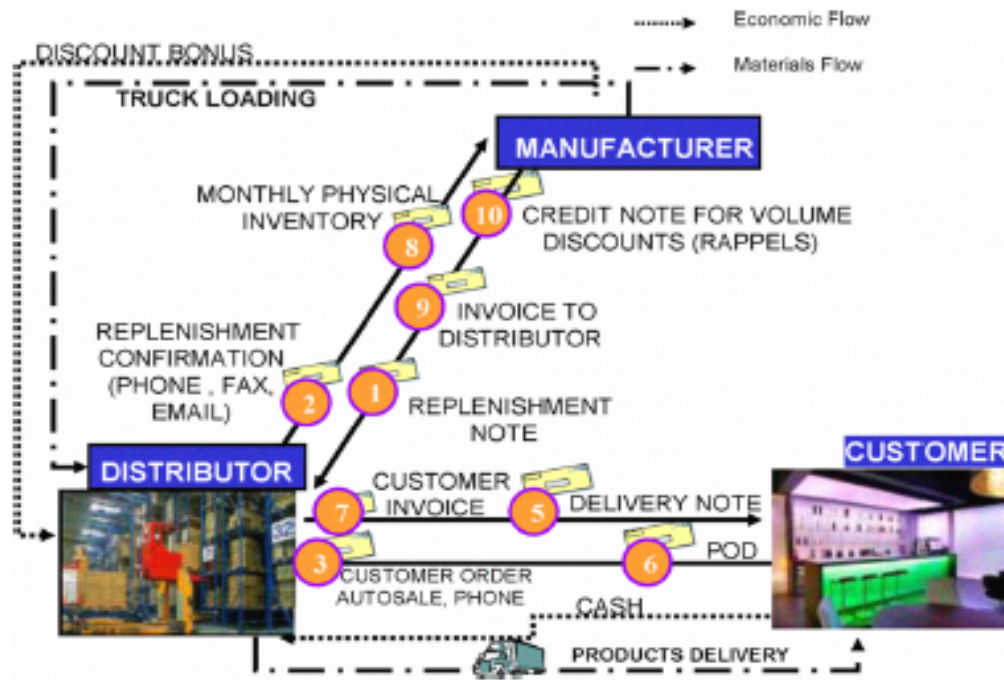 Economic Flow
DISCOUNT BONUS
Materials Flow
TRUCK LOADING
MANUFACTURER
MONTHLY PHYSICAL
INVENTORY
10
CREDIT NOTE FOR VOLUME
DISCOUNTS (RAPPELS)
8
9
INVOICE TO
DISTRIBUTOR
REPLENISHMENT
CONFIRMATION
(PHONE , FAX,
EMAIL)
2
1
REPLENISHMENT
NOTE
DISTRIBUTOR
CUSTOMER
7
CUSTOMER
INVOICE
5
DELIVERY NOTE
3
CUSTOMER ORDER
AUTOSALE, PHONE
6
POD
CASH
PRODUCTS DELIVERY